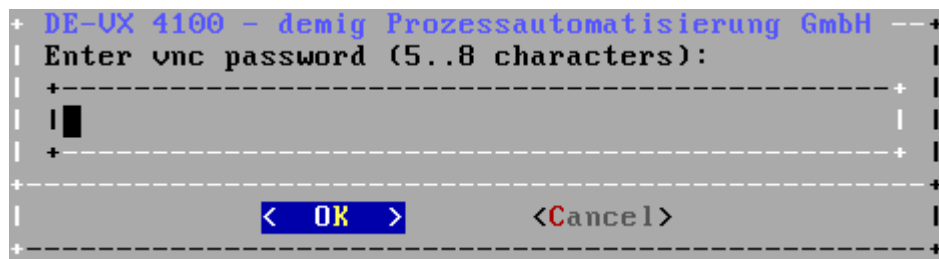 DE-VX 4100 - demig Prozessautomatisierung GmbH
Enter vnc password (5..8 characters):
< OK > <Cancel>